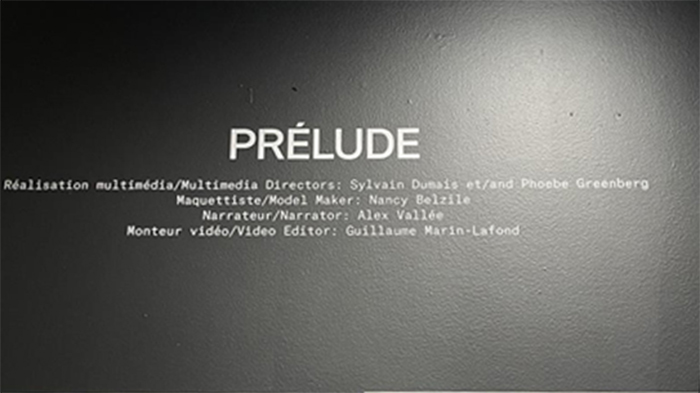 PRÉLUDE
Réalisation multimédia/Multimedia Directors: Sylvain Dumais et/and Phoebe Greenberg
Maquettiste/Model Maker: Nancy Belzile
Narrateur/Narrator: Alex Vallée
Monteur vidéo/Video Editor: Guillaume Marin-Lafond